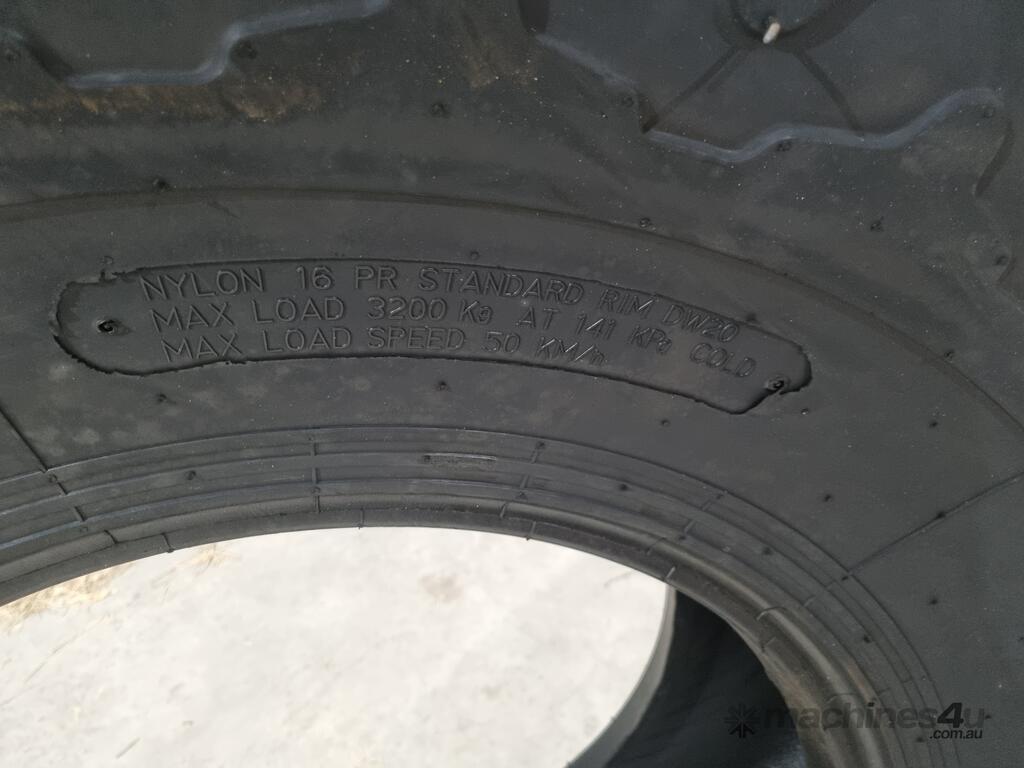 NYLON 16 PR STANDARD RIM DW20
MAX LOAD 3200 Kg AT 141 KPa COLD
MAX LOAD SPEED 50 KM/h
machines4u
.com.au